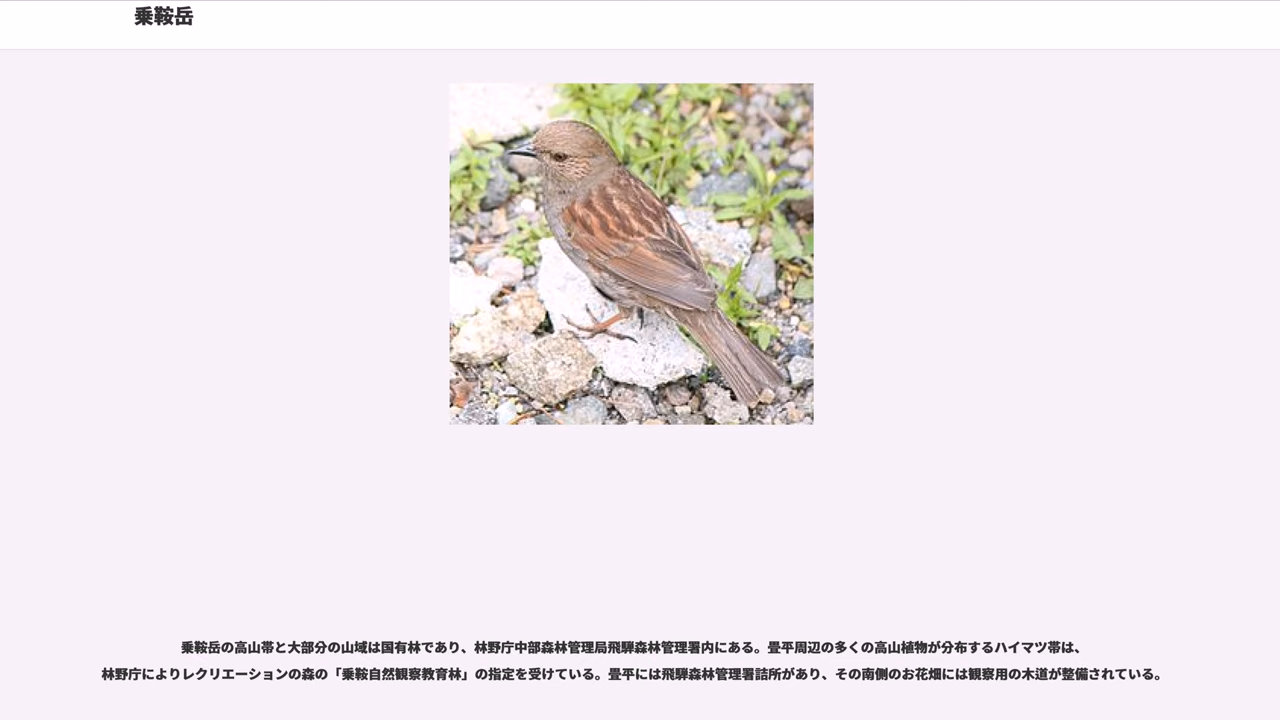 乗鞍岳
乗鞍岳の高山帯と大部分の山域は国有林であり、林野庁中部森林管理局飛騨森林管理署内にある。畳平周辺の多くの高山植物が分布するハイマツ帯は、
林野庁によりレクリエーションの森の「乗鞍自然観察教育林」の指定を受けている。畳平には飛騨森林管理署詰所があり、その南側のお花畑には観察用の木道が整備されている。